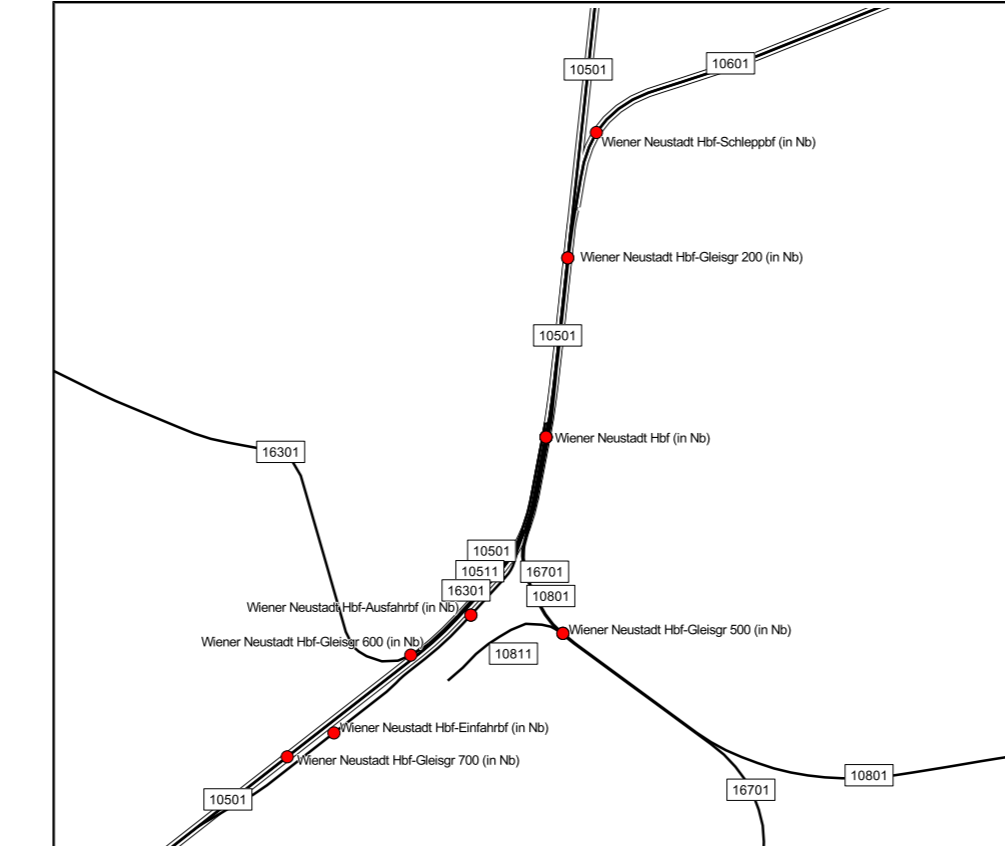 10601
10501
Wiener Neustadt Hbf-Schleppbf (in Nb)
Wiener Neustadt Hbf-Gleisgr 200 (in Nb)
10501
Wiener Neustadt Hbf (in Nb)
16301
10501
10511
16701
16301
10801
Wiener Neustadt Hbf-Ausfahrbf (in Nb)
Wiener Neustadt Hbf-Gleisgr 500 (in Nb)
Wiener Neustadt Hbf-Gleisgr 600 (in Nb)
10811
Wiener Neustadt Hbf-Einfahrbf (in Nb)
Wiener Neustadt Hbf-Gleisgr 700 (in Nb)
10801
16701
10501